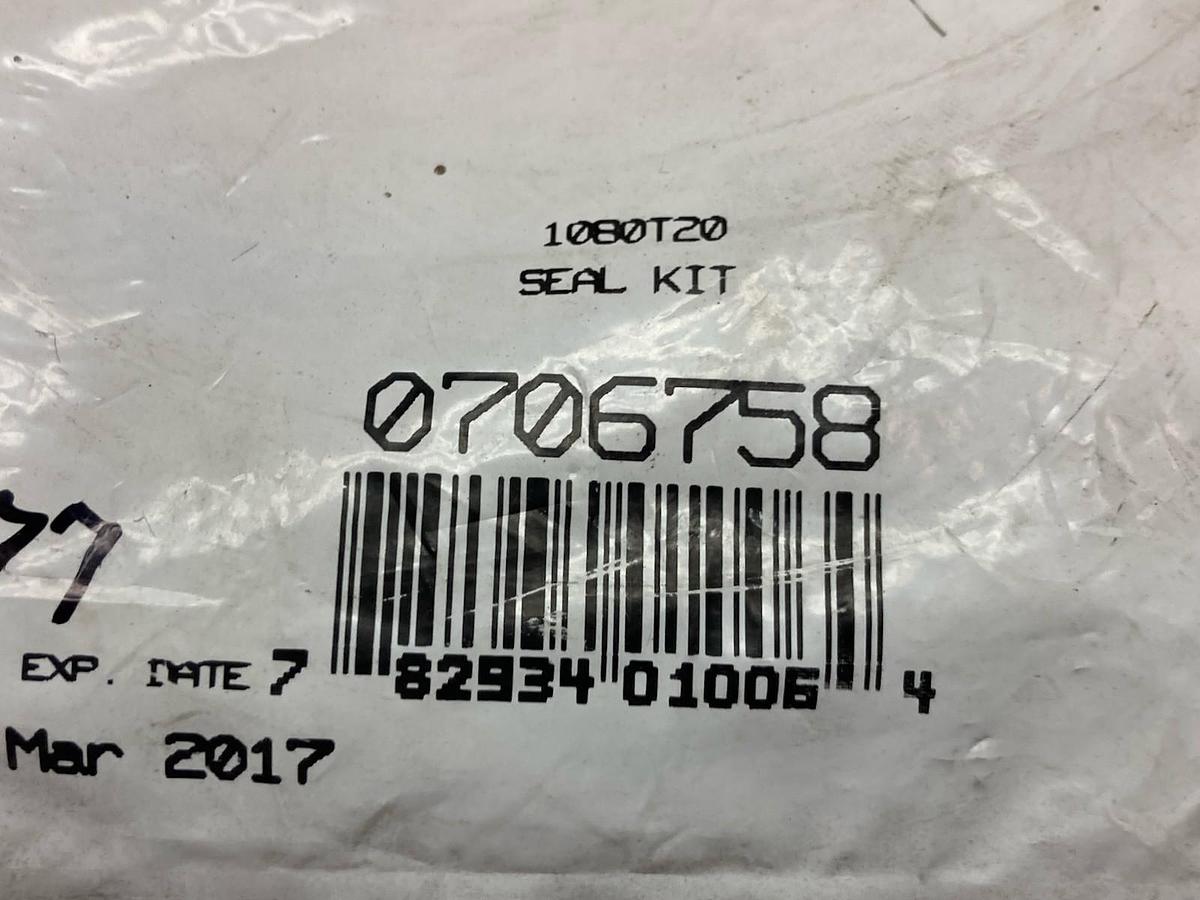 1080T20
SEAL KIT
0706758
7 82934 01006 4
EXP. DATE
Mar 2017